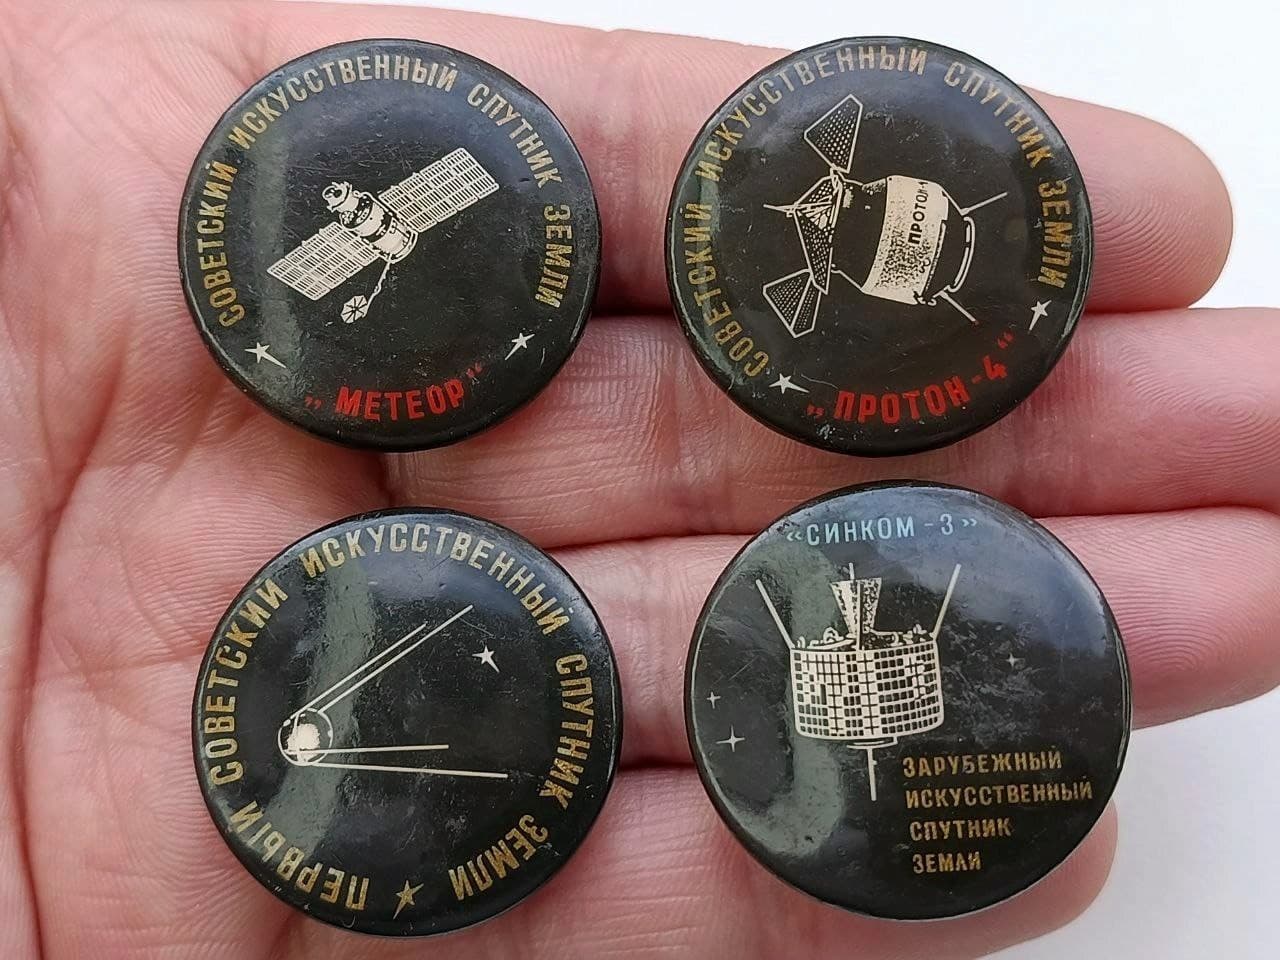 СОВЕТСКИЙ ИСКУССТВЕННЫЙ СПУТНИК ЗЕМЛИ
„МЕТЕОР“
СОВЕТСКИЙ ИСКУССТВЕННЫЙ СПУТНИК ЗЕМЛИ
ПРОТОН-4
„ПРОТОН-4“
ПЕРВЫЙ СОВЕТСКИЙ ИСКУССТВЕННЫЙ СПУТНИК ЗЕМЛИ
«СИНКОМ-3»
ЗАРУБЕЖНЫЙ
ИСКУССТВЕННЫЙ
СПУТНИК
ЗЕМЛИ